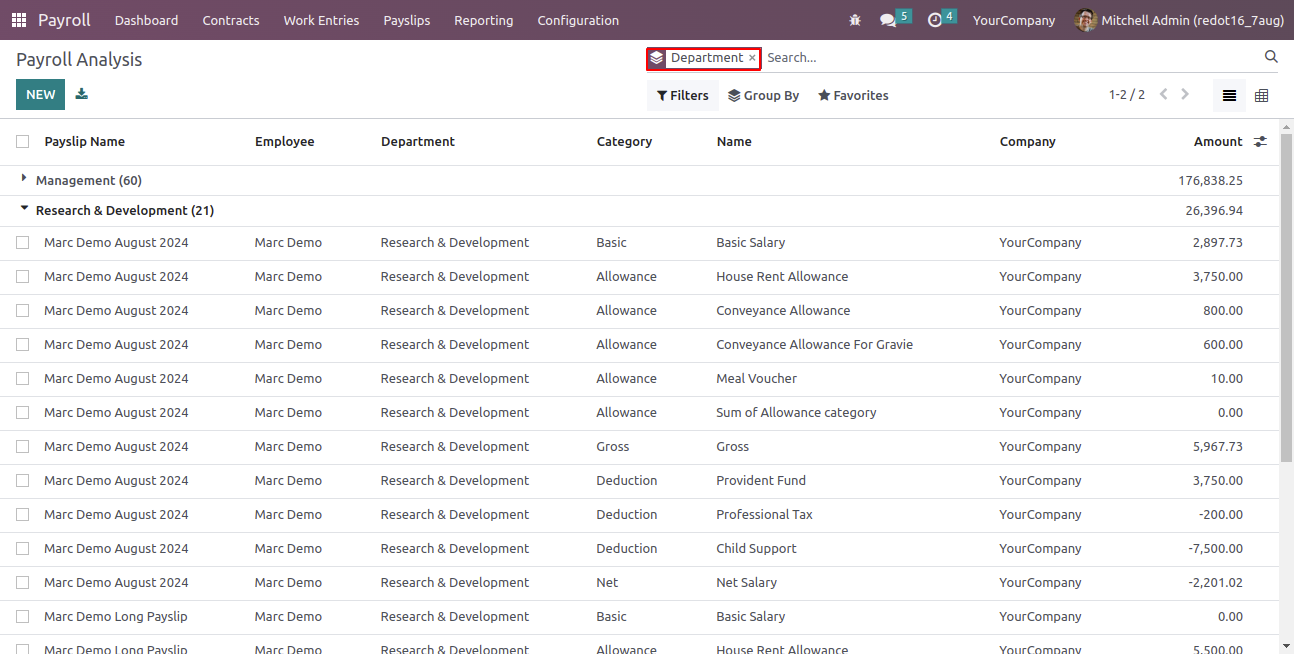 Payroll Dashboard Contracts Work Entries Payslips Reporting Configuration 5 4 YourCompany Mitchell Admin (redot16_7aug)
Payroll Analysis Department × Search...
NEW Filters Group By Favorites 1-2 / 2
Payslip Name Employee Department Category Name Company Amount
Management (60) 176,838.25
Research & Development (21) 26,396.94
Marc Demo August 2024 Marc Demo Research & Development Basic Basic Salary YourCompany 2,897.73
Marc Demo August 2024 Marc Demo Research & Development Allowance House Rent Allowance YourCompany 3,750.00
Marc Demo August 2024 Marc Demo Research & Development Allowance Conveyance Allowance YourCompany 800.00
Marc Demo August 2024 Marc Demo Research & Development Allowance Conveyance Allowance For Gravie YourCompany 600.00
Marc Demo August 2024 Marc Demo Research & Development Allowance Meal Voucher YourCompany 10.00
Marc Demo August 2024 Marc Demo Research & Development Allowance Sum of Allowance category YourCompany 0.00
Marc Demo August 2024 Marc Demo Research & Development Gross Gross YourCompany 5,967.73
Marc Demo August 2024 Marc Demo Research & Development Deduction Provident Fund YourCompany 3,750.00
Marc Demo August 2024 Marc Demo Research & Development Deduction Professional Tax YourCompany -200.00
Marc Demo August 2024 Marc Demo Research & Development Deduction Child Support YourCompany -7,500.00
Marc Demo August 2024 Marc Demo Research & Development Net Net Salary YourCompany -2,201.02
Marc Demo Long Payslip Marc Demo Research & Development Basic Basic Salary YourCompany 0.00
Marc Demo Long Payslip Marc Demo Research & Development Allowance House Rent Allowance YourCompany 5,500.00